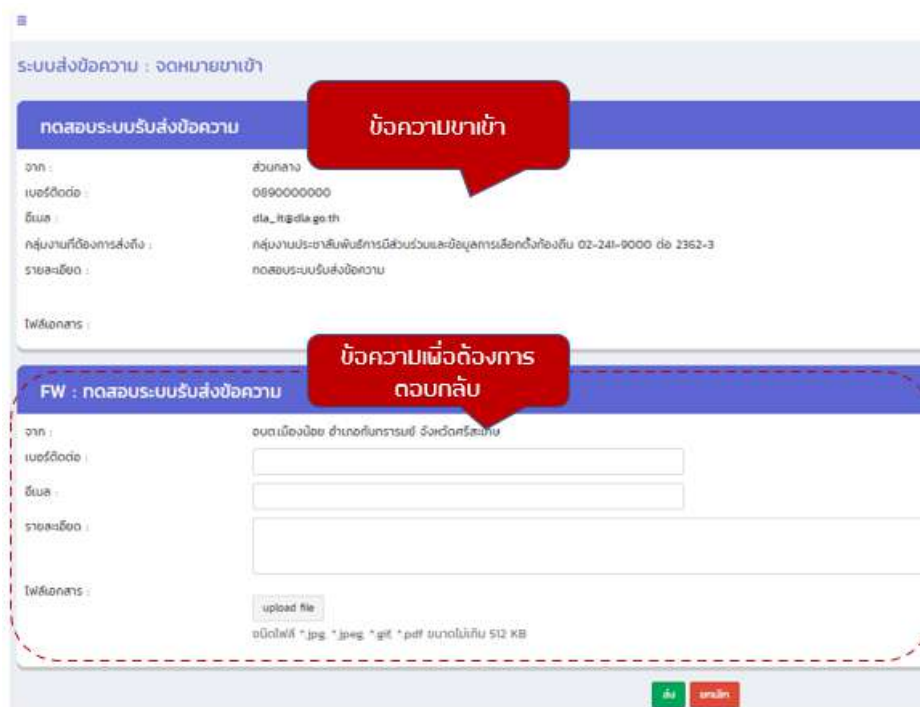 ระบบส่งข้อความ : จดหมายขาเข้า
ทดสอบระบบรับส่งข้อความ
ข้อความขาเข้า
จาก : ส่วนกลาง
เบอร์ติดต่อ : 0890000000
อีเมล : dla_it@dla.go.th
กลุ่มงานที่ต้องการส่งถึง : กลุ่มงานประชาสัมพันธ์การมีส่วนร่วมและข้อมูลการเลือกตั้งท้องถิ่น 02-241-9000 ต่อ 2362-3
รายละเอียด : ทดสอบระบบรับส่งข้อความ
ไฟล์เอกสาร :
ข้อความเพื่อต้องการ
ตอบกลับ
FW : ทดสอบระบบรับส่งข้อความ
จาก : อบต.เมืองน้อย อำเภอกันทรารมย์ จังหวัดศรีสะเกษ
เบอร์ติดต่อ :
อีเมล :
รายละเอียด :
ไฟล์เอกสาร :
upload file
ชนิดไฟล์ *.jpg, *.jpeg, *.gif, *.pdf ขนาดไม่เกิน 512 KB
ส่ง ยกเลิก